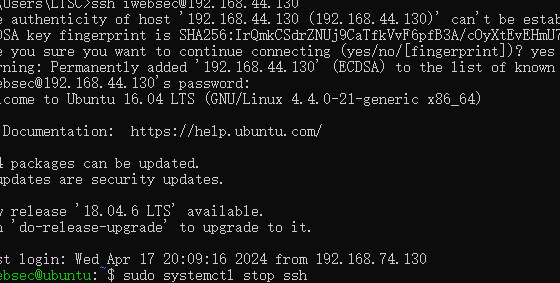 \Users\LTSC>ssh iwebsec@192.168.44.130
e authenticity of host '192.168.44.130 (192.168.44.130)' can't be estab
DSA key fingerprint is SHA256:IrQmkCSdrZNUj9CaTfkVvF6pfB3A/cOyXtEvEHmU7
e you sure you want to continue connecting (yes/no/[fingerprint])? yes
rning: Permanently added '192.168.44.130' (ECDSA) to the list of known
ebsec@192.168.44.130's password:
lcome to Ubuntu 16.04 LTS (GNU/Linux 4.4.0-21-generic x86_64)
Documentation: https://help.ubuntu.com/
4 packages can be updated.
updates are security updates.
w release '18.04.6 LTS' available.
n 'do-release-upgrade' to upgrade to it.
st login: Wed Apr 17 20:09:16 2024 from 192.168.74.130
ebsec@ubuntu:~$ sudo systemctl stop ssh